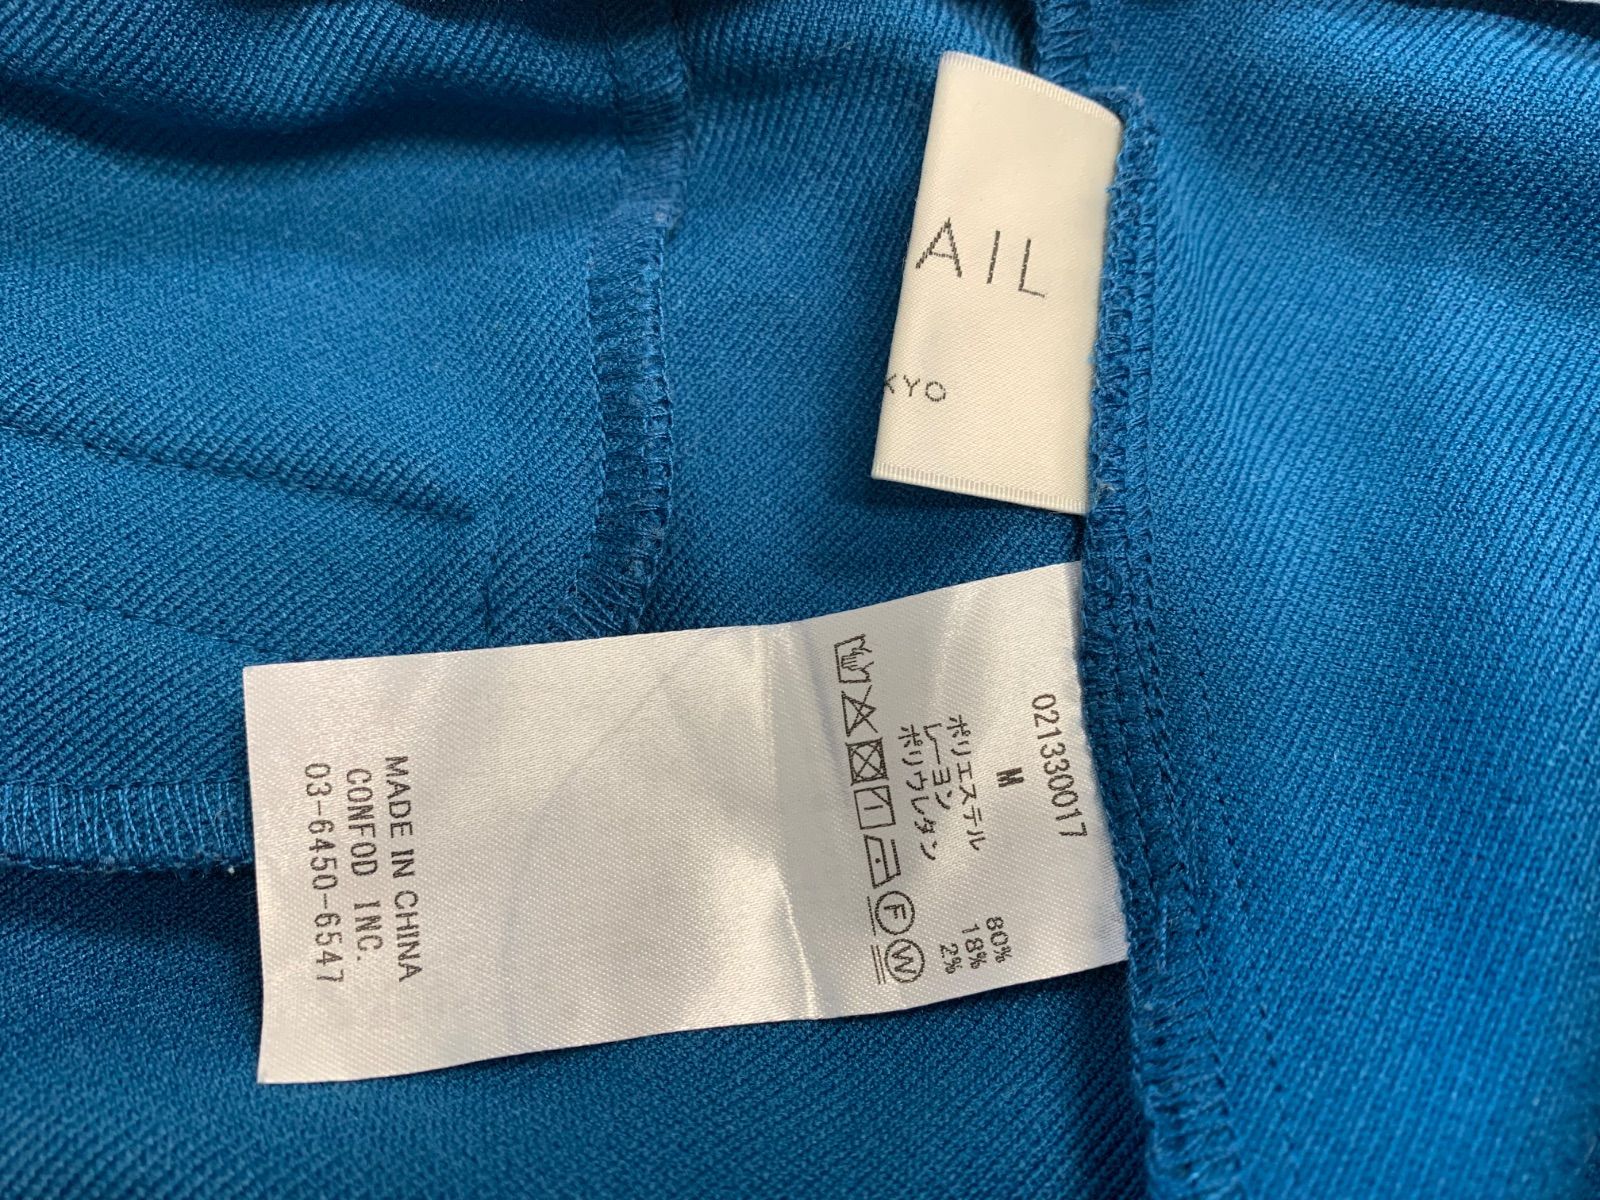 AIL
KYO
021330017
M
ポリエステル 80%
レーヨン 18%
ポリウレタン 2%
F W
MADE IN CHINA
CONFOD INC.
03-6450-6547